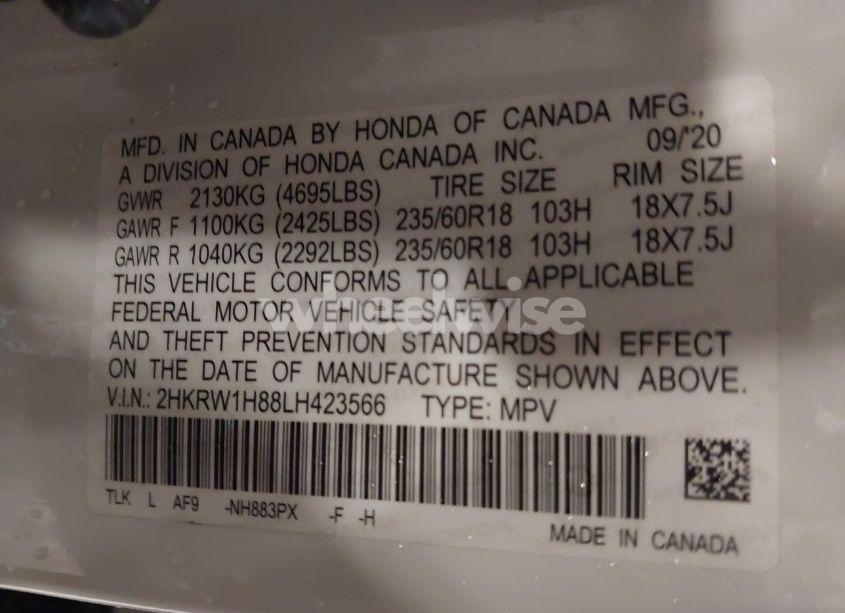 MFD. IN CANADA BY HONDA OF CANADA MFG.,
A DIVISION OF HONDA CANADA INC. 09/'20
GVWR 2130KG (4695LBS) TIRE SIZE RIM SIZE
GAWR F 1100KG (2425LBS) 235/60R18 103H 18X7.5J
GAWR R 1040KG (2292LBS) 235/60R18 103H 18X7.5J
THIS VEHICLE CONFORMS TO ALL APPLICABLE
FEDERAL MOTOR VEHICLE SAFETY
wheelwise
AND THEFT PREVENTION STANDARDS IN EFFECT
ON THE DATE OF MANUFACTURE SHOWN ABOVE.
V.I.N.: 2HKRW1H88LH423566 TYPE: MPV
TLK L AF9 -NH883PX -F -H
MADE IN CANADA